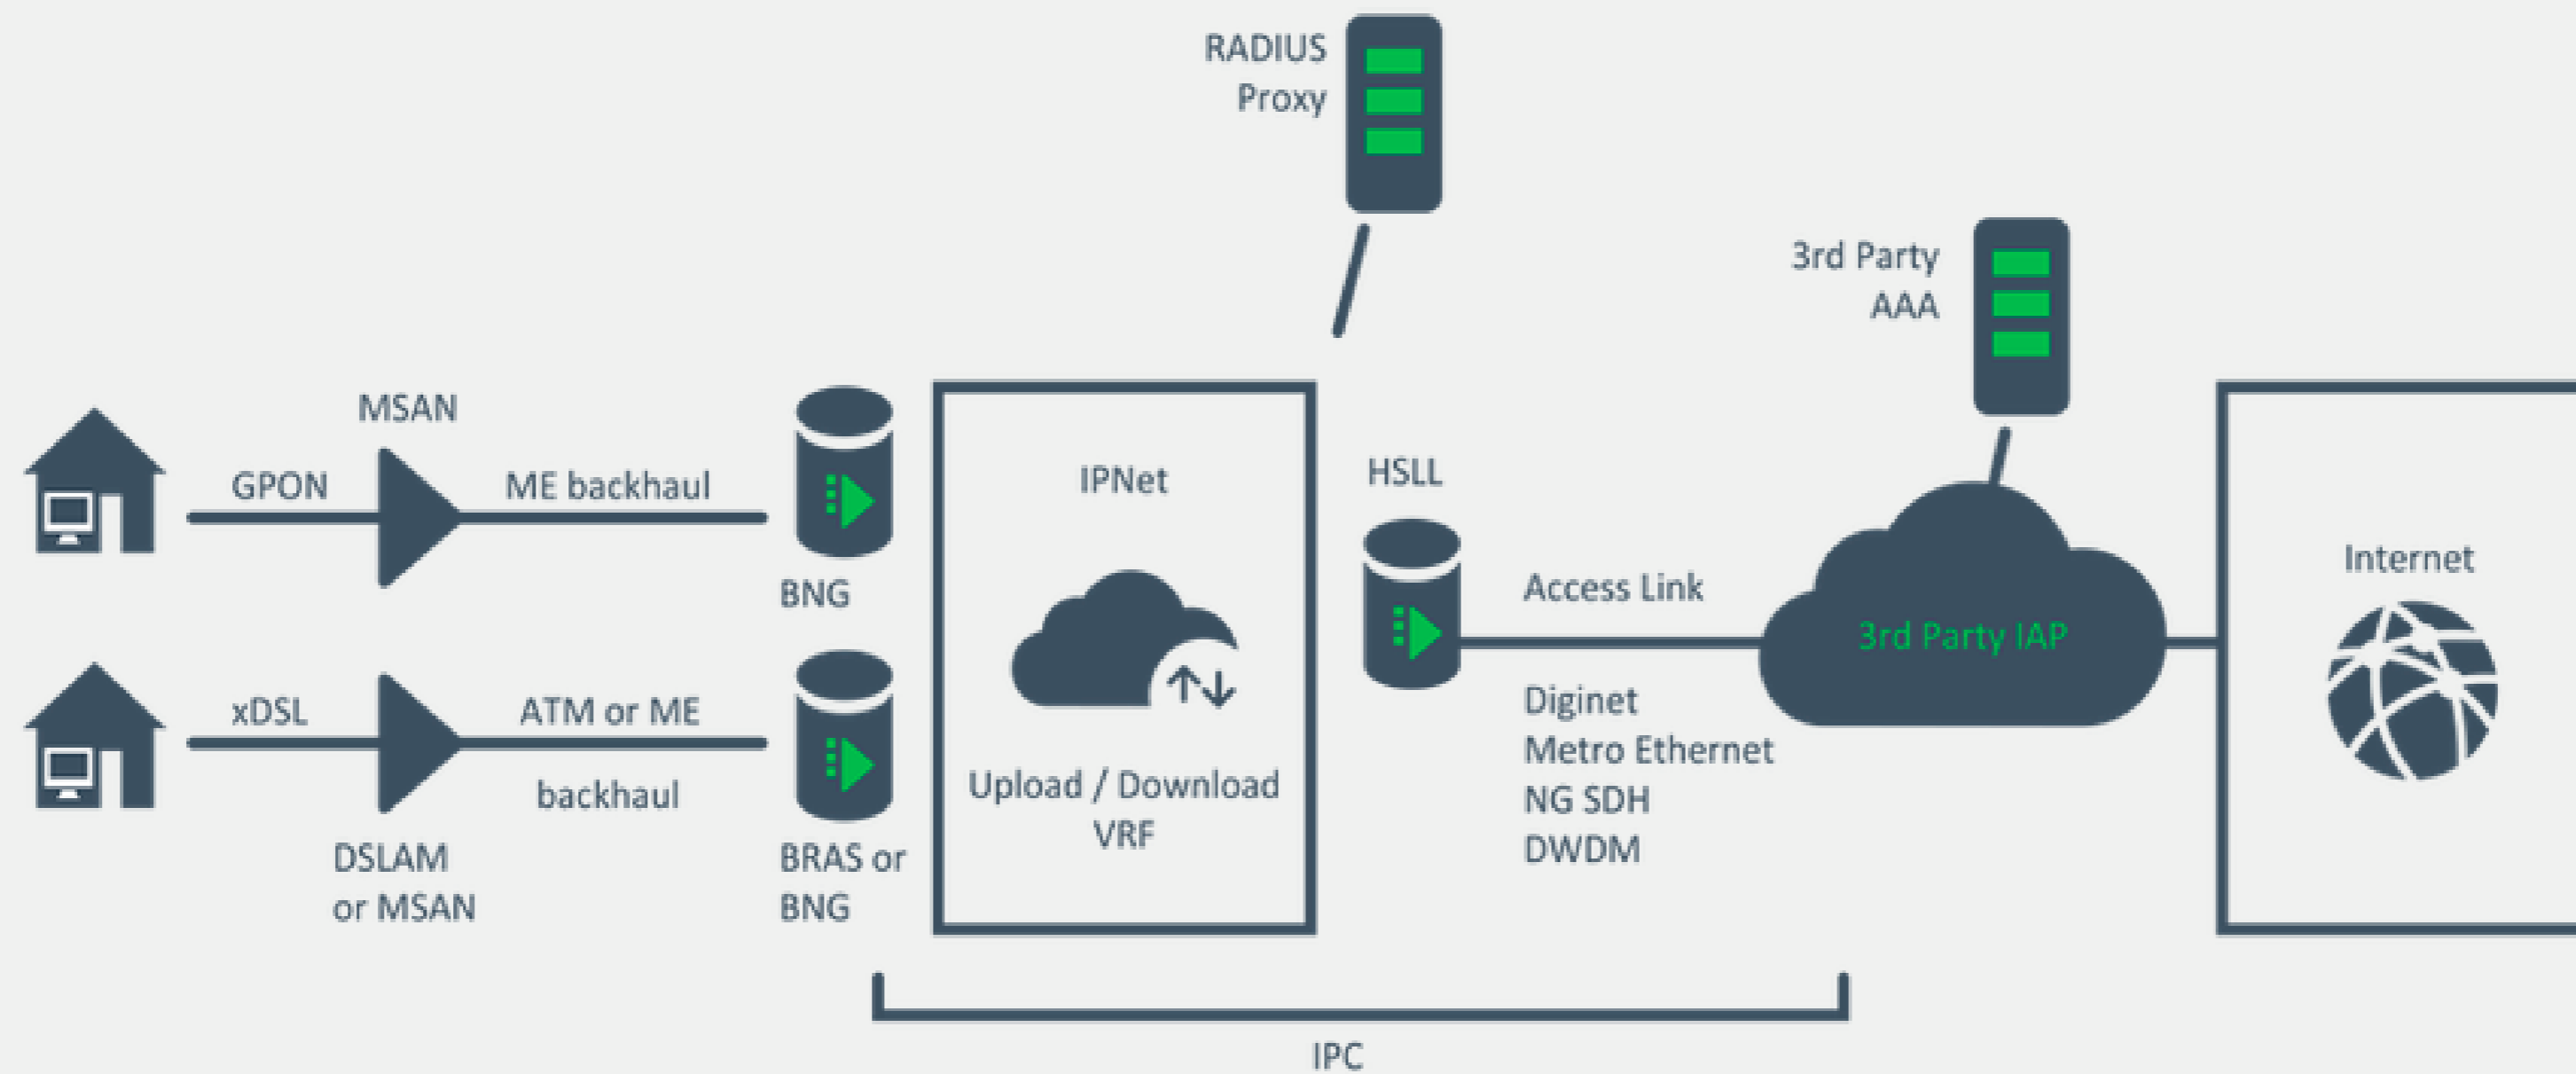 RADIUS
Proxy
3rd Party
AAA
MSAN
GPON
ME backhaul
BNG
IPNet
HSLL
Access Link
3rd Party IAP
Internet
xDSL
ATM or ME
backhaul
DSLAM
or MSAN
BRAS or
BNG
Upload / Download
VRF
Diginet
Metro Ethernet
NG SDH
DWDM
IPC